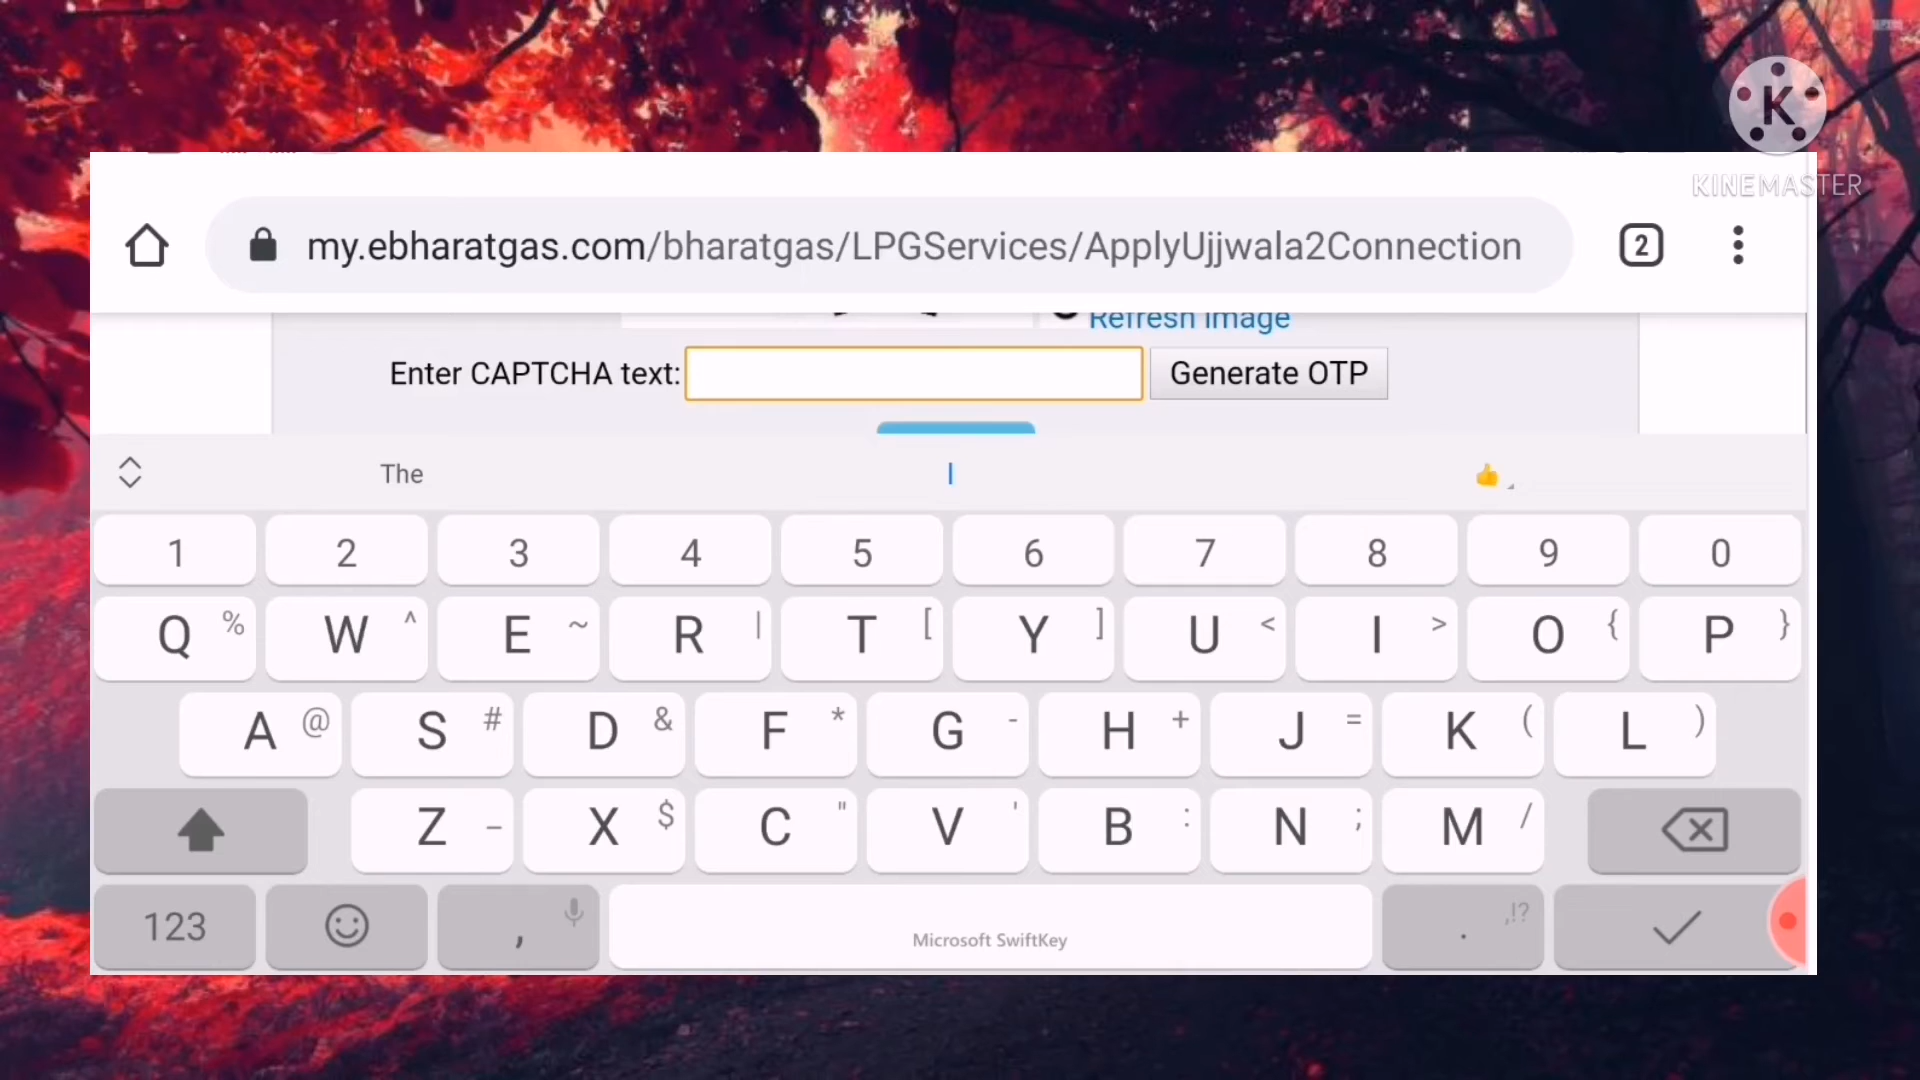 K
KINEMASTER
my.ebharatgas.com/bharatgas/LPGServices/ApplyUjjwala2Connection
2
Refresh Image
Enter CAPTCHA text:
Generate OTP
The
I
👍
1 2 3 4 5 6 7 8 9 0
Q % W ^ E ~ R | T [ Y ] U < I > O { P }
A @ S # D & F * G - H + J = K ( L )
Z _ X $ C " V ' B : N ; M /
123 , Microsoft SwiftKey . ,!?